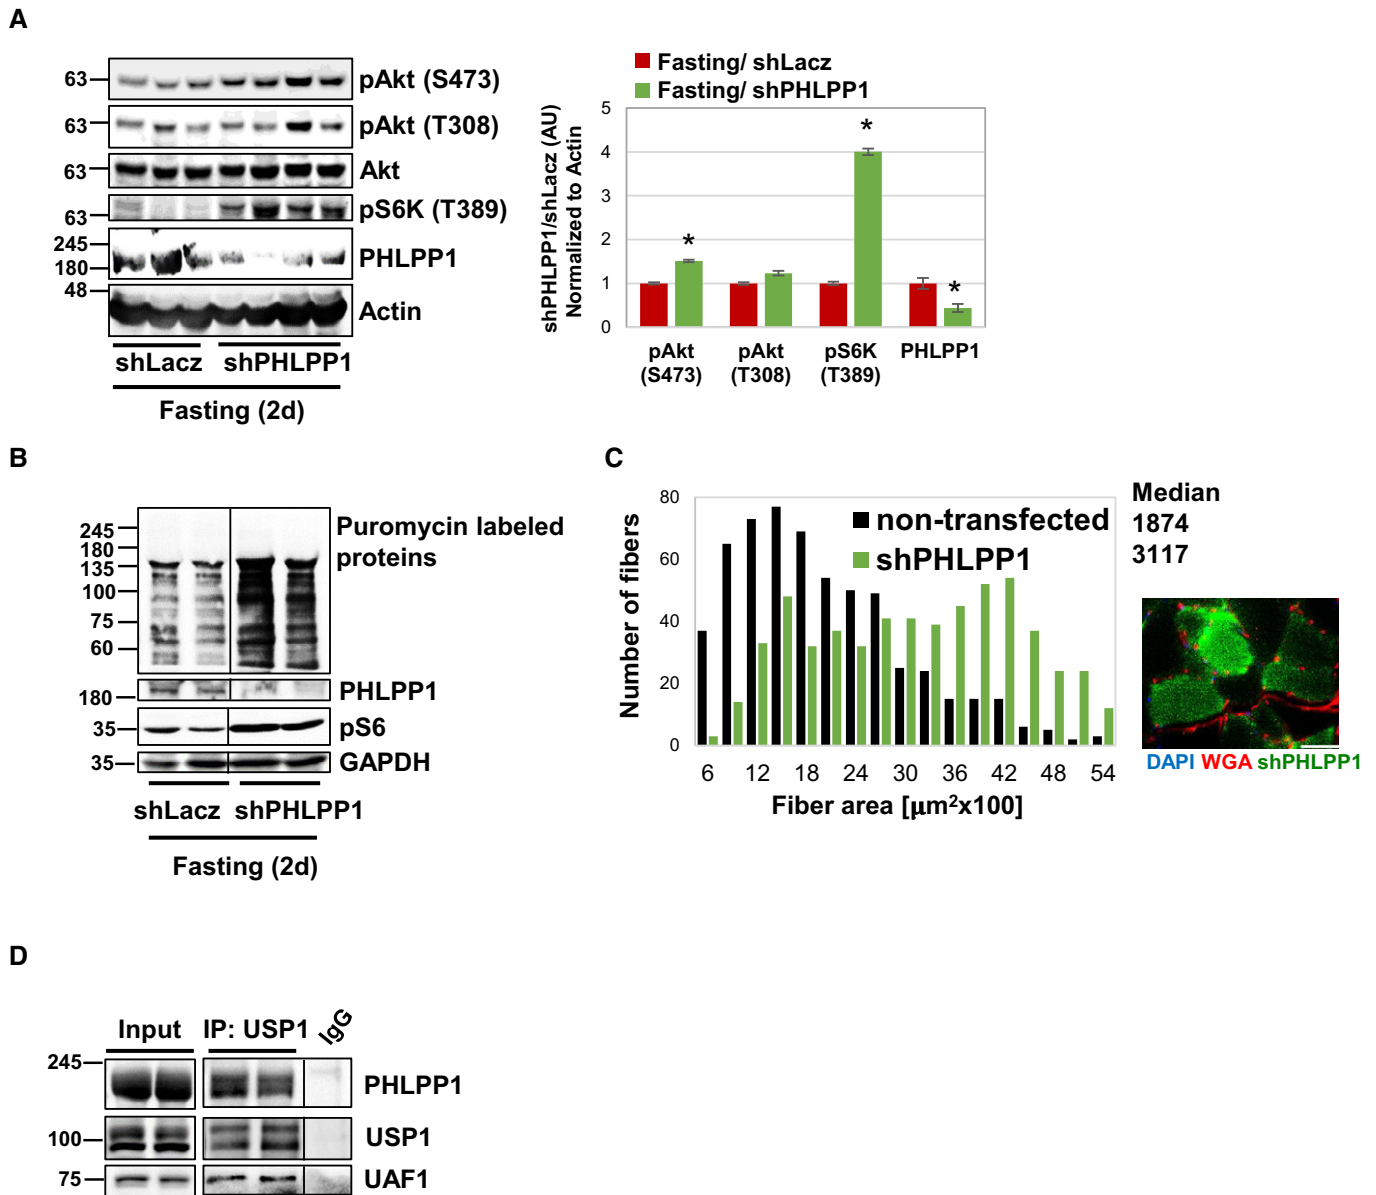 A
63
pAkt (S473)
63
pAkt (T308)
63
Akt
63
pS6K (T389)
245
180
PHLPP1
48
Actin
shLacz shPHLPP1
Fasting (2d)
Fasting/ shLacz
Fasting/ shPHLPP1
shPHLPP1/shLacz (AU)
Normalized to Actin
5
4
3
2
1
0
*
*
*
pAkt
(S473)
pAkt
(T308)
pS6K
(T389)
PHLPP1
B
245
180
135
100
75
60
Puromycin labeled
proteins
180
PHLPP1
35
pS6
35
GAPDH
shLacz shPHLPP1
Fasting (2d)
C
Number of fibers
80
60
40
20
0
non-transfected
shPHLPP1
6 12 18 24 30 36 42 48 54
Fiber area [μm²x100]
Median
1874
3117
DAPI WGA shPHLPP1
D
Input IP: USP1 IgG
245
PHLPP1
100
USP1
75
UAF1